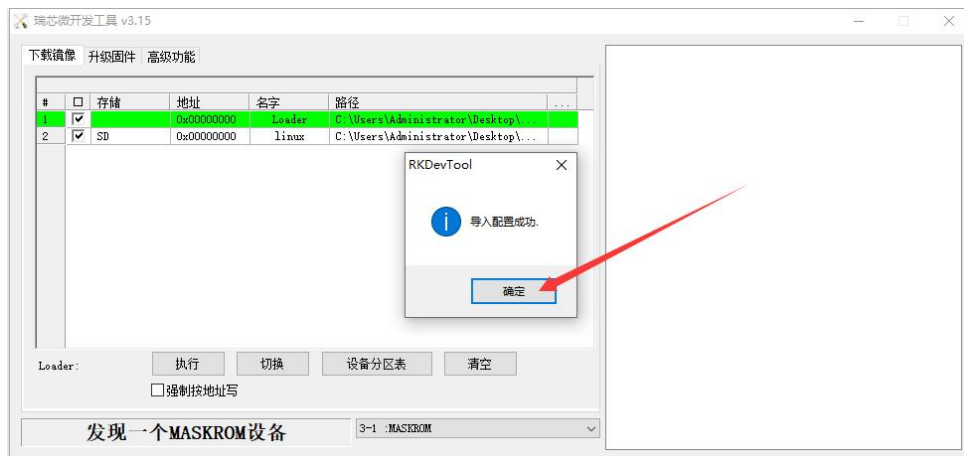 瑞芯微开发工具 v3.15
下载镜像 升级固件 高级功能
# 存储 地址 名字 路径 ...
1 0x00000000 Loader C:\Users\Administrator\Desktop\...
2 SD 0x00000000 linux C:\Users\Administrator\Desktop\...
RKDevTool
导入配置成功.
确定
Loader: 执行 切换 设备分区表 清空
强制按地址写
发现一个MASKROM设备 3-1 :MASKROM